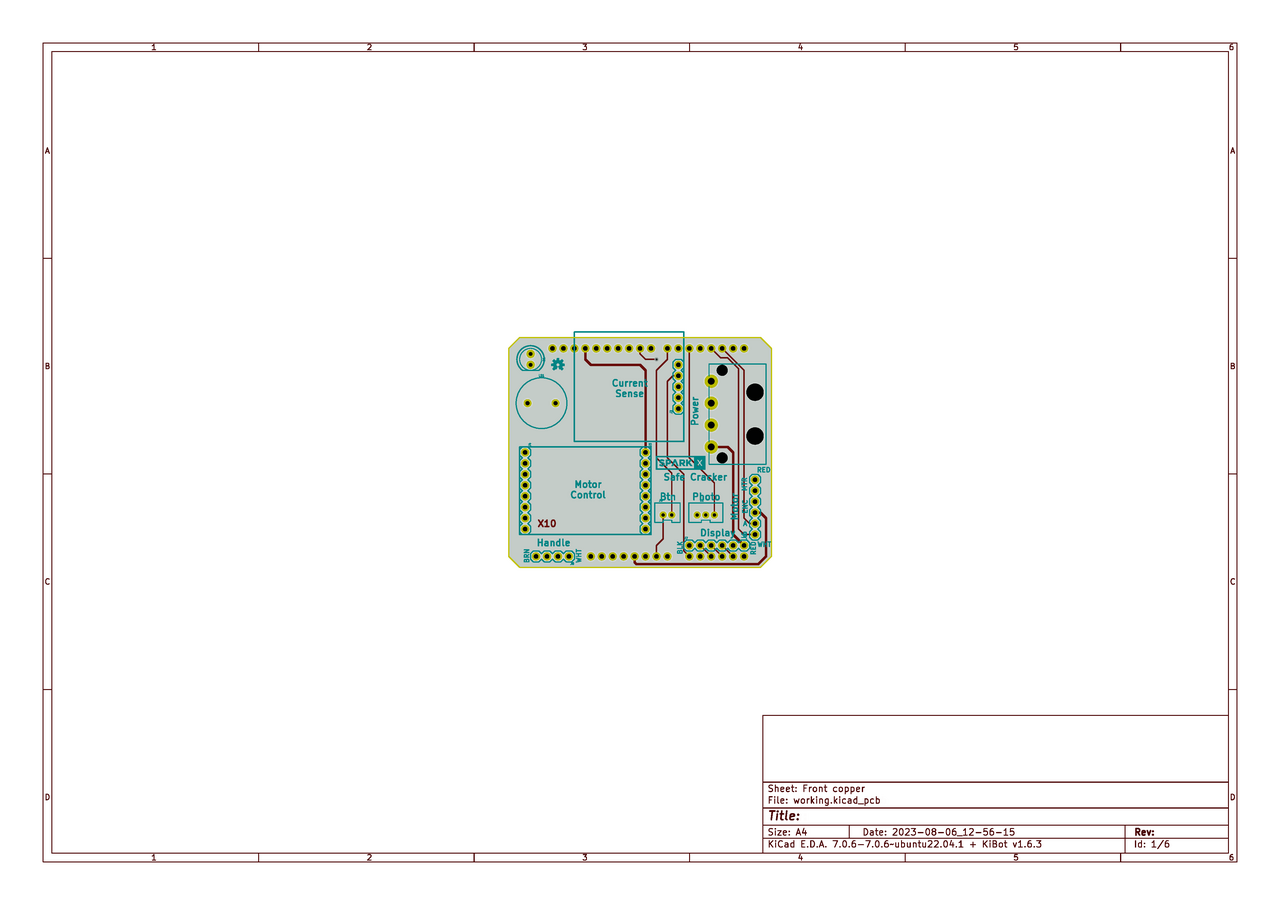 1 2 3 4 5 6
A A
B B
C C
D D
1 2 3 4 5 6
Current
Sense
Power
SPARK X
Safe Cracker
RED
Motor
Control
Btn
Photo
X10
Display
Handle
BRN
WHT
BLK
RED
WHT
Sheet: Front copper
File: working.kicad_pcb
Title:
Size: A4
Date: 2023-08-06_12-56-15
Rev:
KiCad E.D.A. 7.0.6-7.0.6~ubuntu22.04.1 + KiBot v1.6.3
Id: 1/6